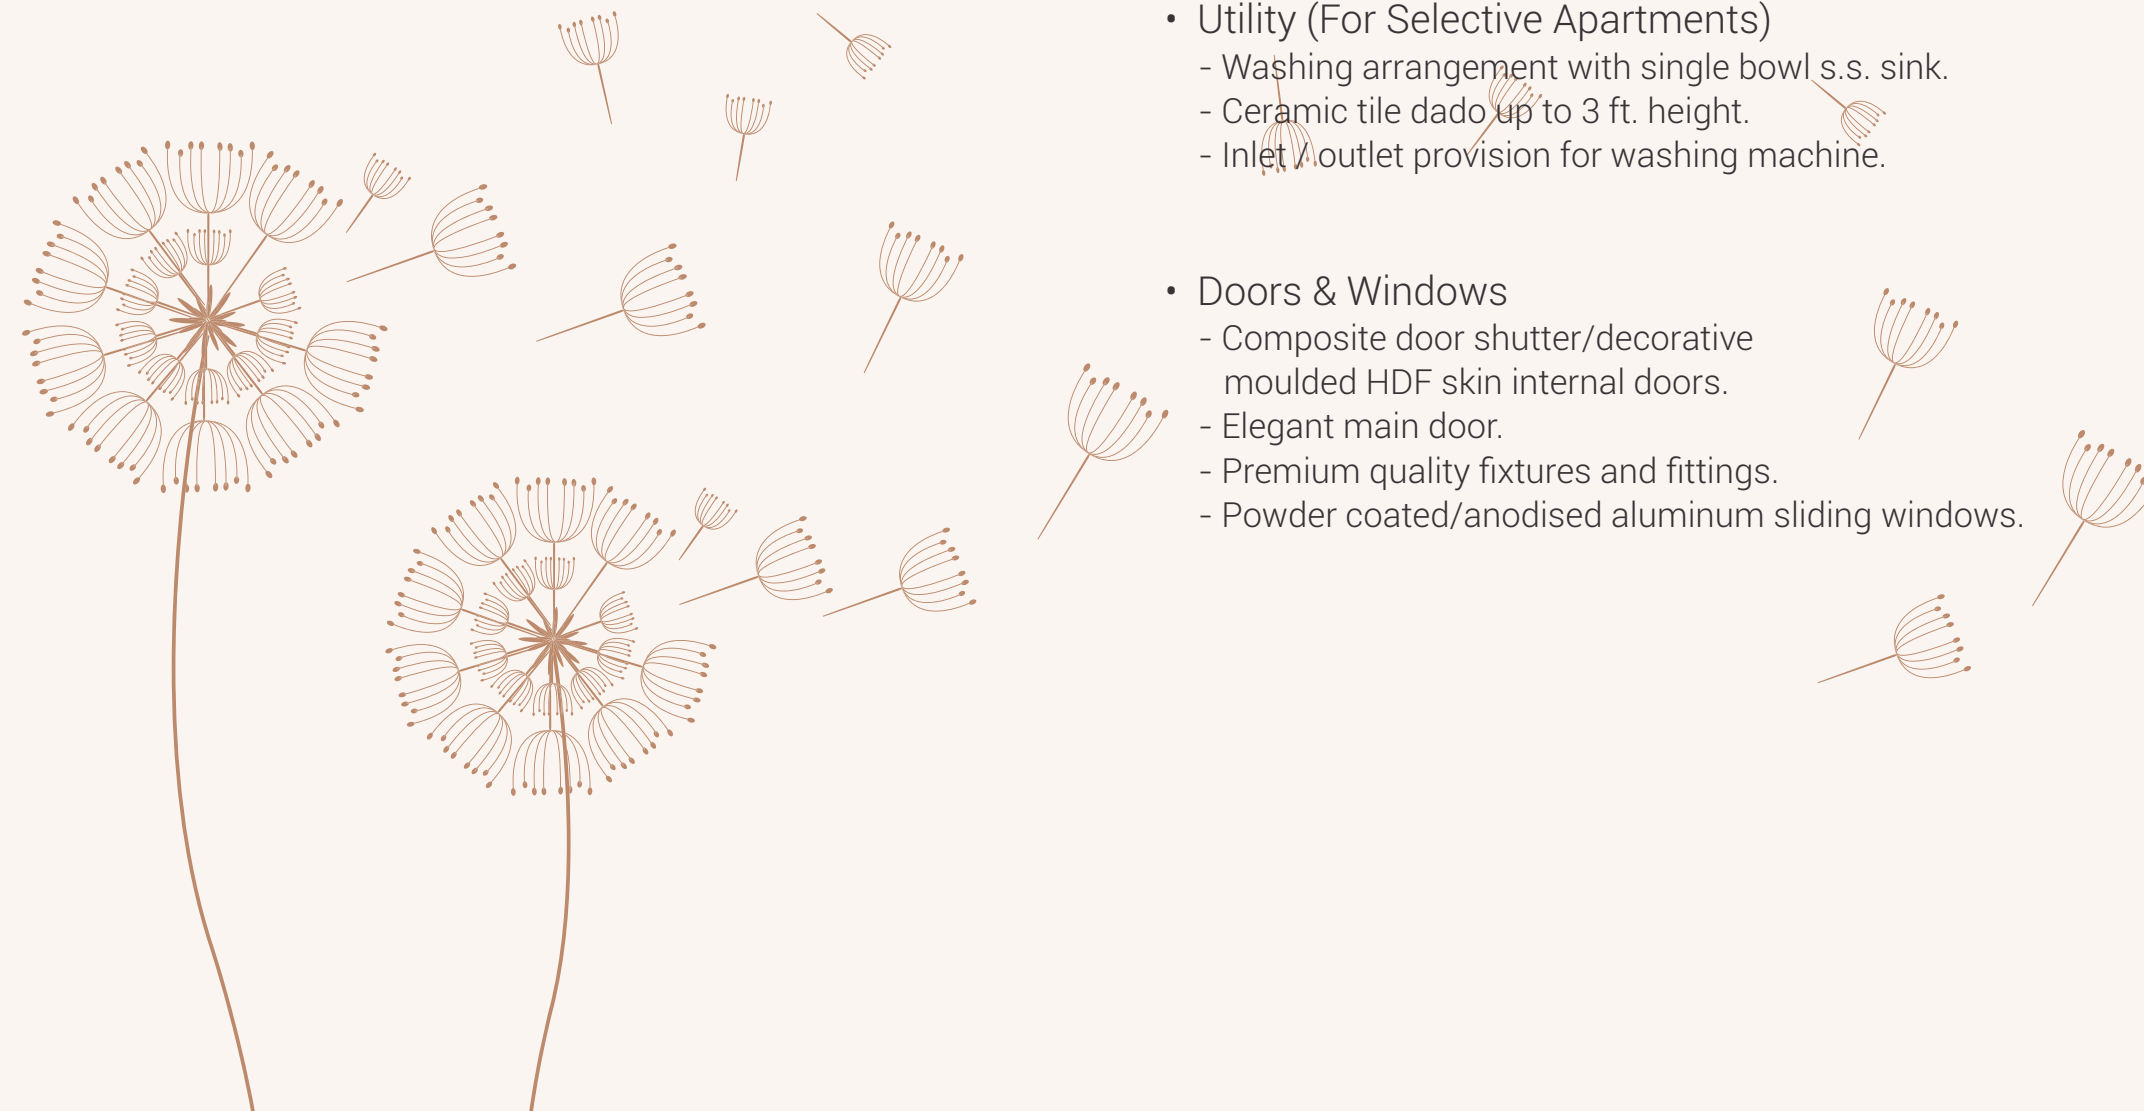 • Utility (For Selective Apartments)
- Washing arrangement with single bowl s.s. sink.
- Ceramic tile dado up to 3 ft. height.
- Inlet / outlet provision for washing machine.
• Doors & Windows
- Composite door shutter/decorative
moulded HDF skin internal doors.
- Elegant main door.
- Premium quality fixtures and fittings.
- Powder coated/anodised aluminum sliding windows.